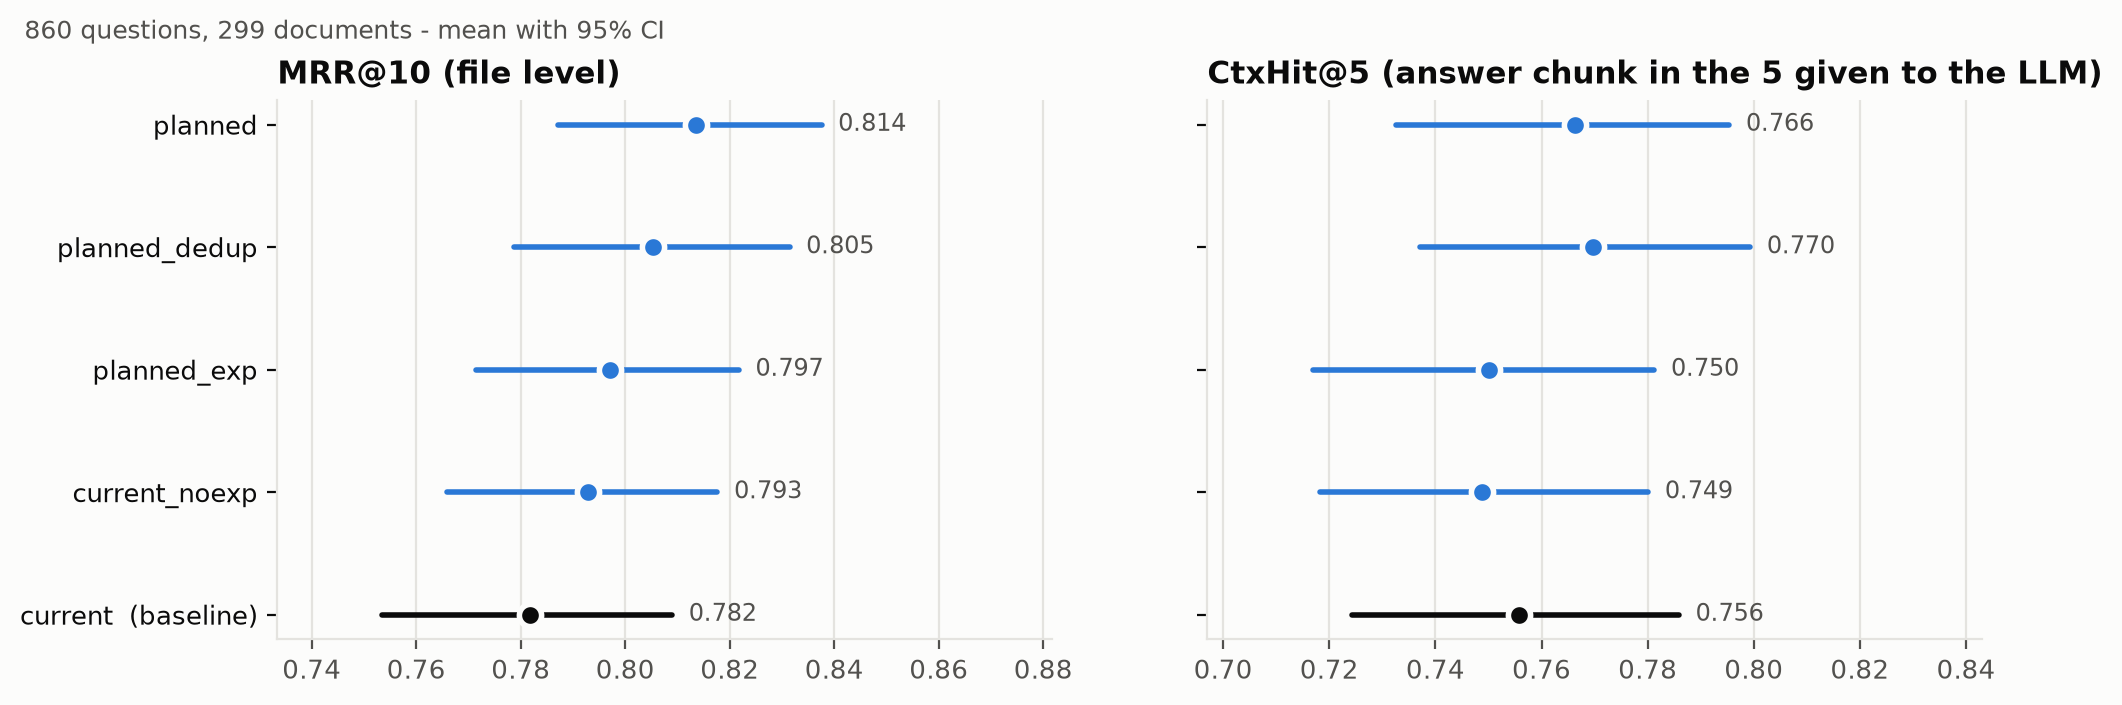 860 questions, 299 documents - mean with 95% CI
MRR@10 (file level)
CtxHit@5 (answer chunk in the 5 given to the LLM)
planned
0.814
0.766
planned_dedup
0.805
0.770
planned_exp
0.797
0.750
current_noexp
0.793
0.749
current  (baseline)
0.782
0.756
0.74 0.76 0.78 0.80 0.82 0.84 0.86 0.88
0.70 0.72 0.74 0.76 0.78 0.80 0.82 0.84